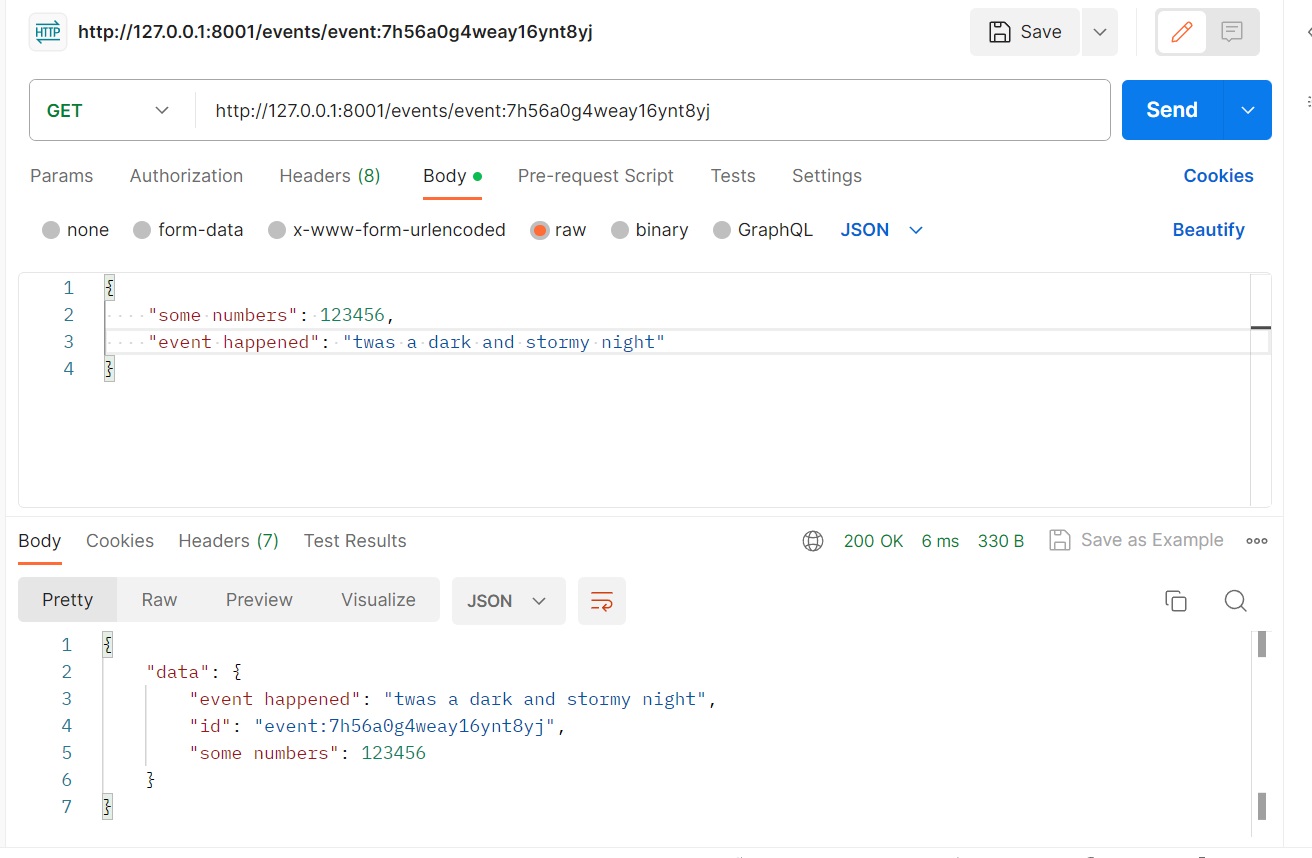 HTTP http://127.0.0.1:8001/events/event:7h56a0g4weay16ynt8yj Save
GET http://127.0.0.1:8001/events/event:7h56a0g4weay16ynt8yj Send
Params Authorization Headers (8) Body Pre-request Script Tests Settings Cookies
none form-data x-www-form-urlencoded raw binary GraphQL JSON Beautify
1 {
2 "some numbers": 123456,
3 "event happened": "twas a dark and stormy night"
4 }
Body Cookies Headers (7) Test Results 200 OK 6 ms 330 B Save as Example
Pretty Raw Preview Visualize JSON
1 {
2 "data": {
3 "event happened": "twas a dark and stormy night",
4 "id": "event:7h56a0g4weay16ynt8yj",
5 "some numbers": 123456
6 }
7 }